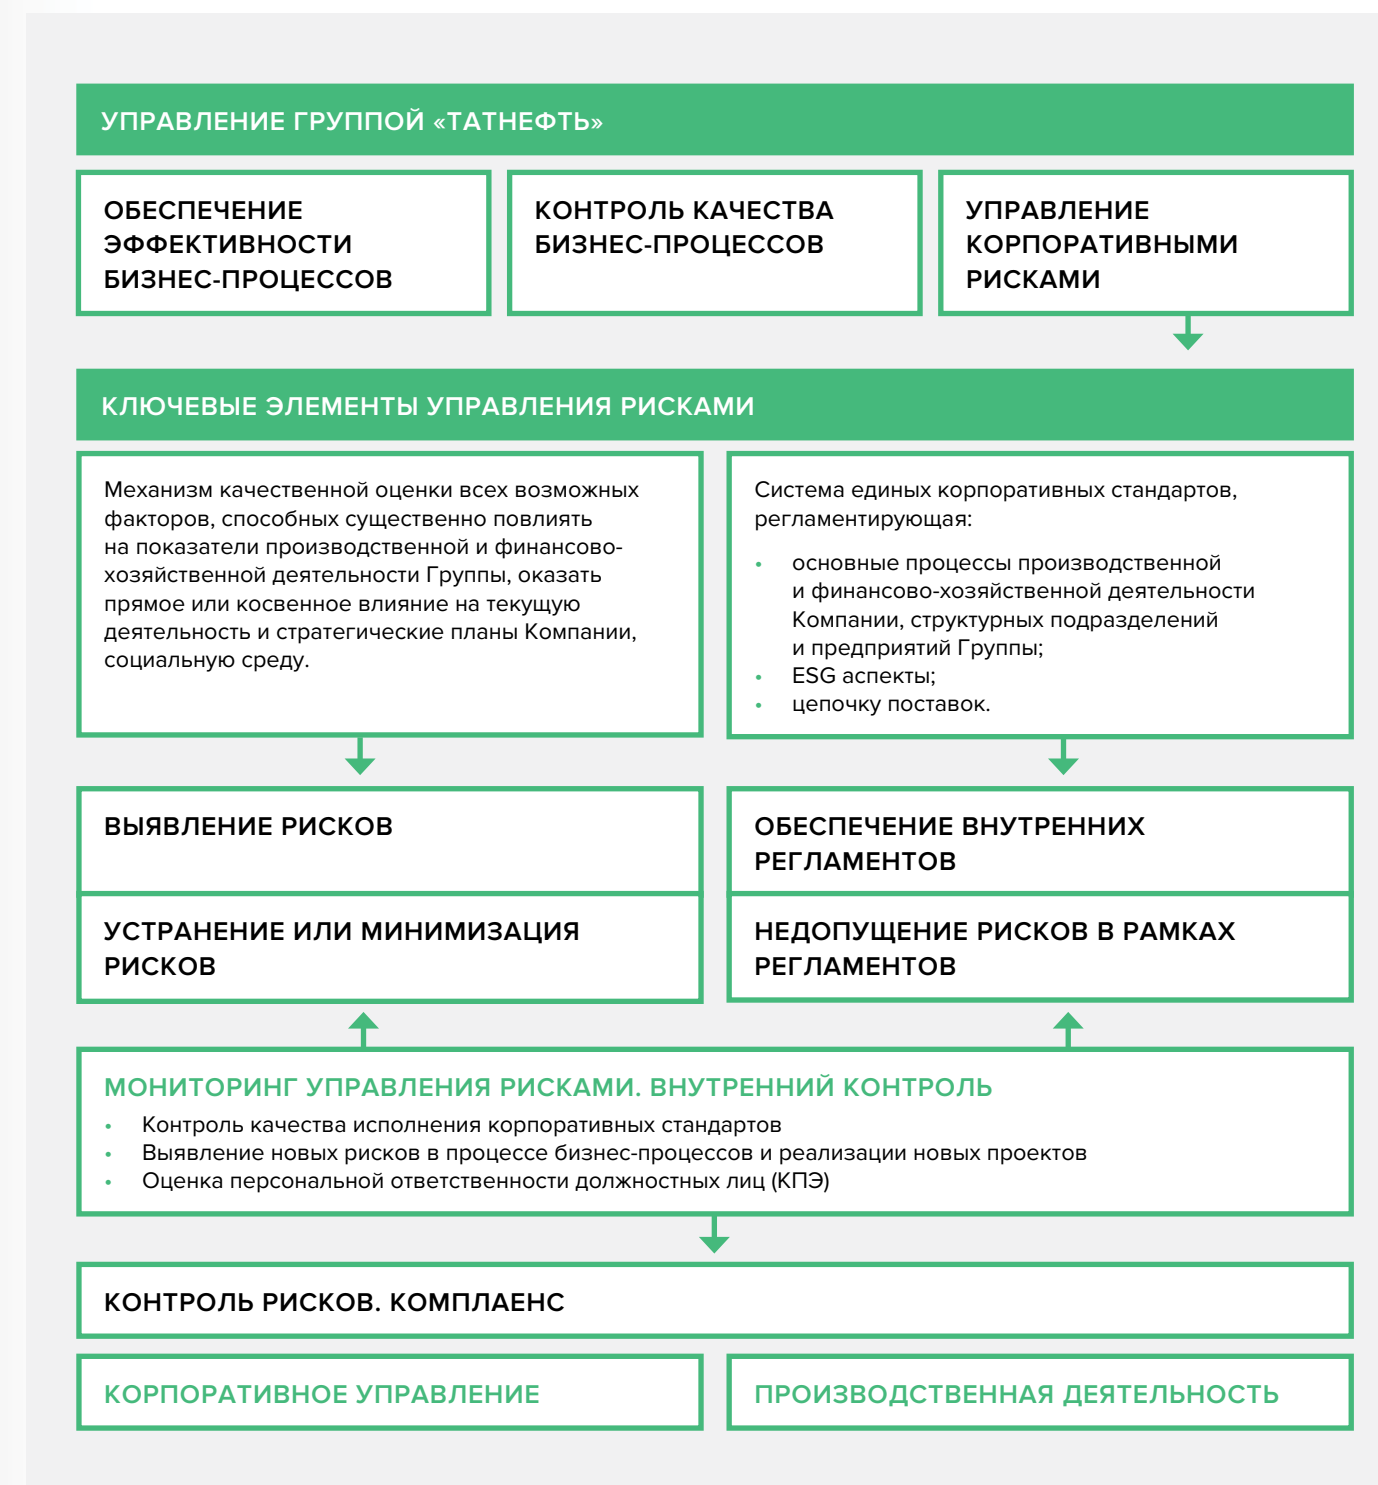 УПРАВЛЕНИЕ ГРУППОЙ «ТАТНЕФТЬ»
ОБЕСПЕЧЕНИЕ
ЭФФЕКТИВНОСТИ
БИЗНЕС-ПРОЦЕССОВ
КОНТРОЛЬ КАЧЕСТВА
БИЗНЕС-ПРОЦЕССОВ
УПРАВЛЕНИЕ
КОРПОРАТИВНЫМИ
РИСКАМИ
КЛЮЧЕВЫЕ ЭЛЕМЕНТЫ УПРАВЛЕНИЯ РИСКАМИ
Механизм качественной оценки всех возможных
факторов, способных существенно повлиять
на показатели производственной и финансово-
хозяйственной деятельности Группы, оказать
прямое или косвенное влияние на текущую
деятельность и стратегические планы Компании,
социальную среду.
Система единых корпоративных стандартов,
регламентирующая:
• основные процессы производственной
и финансово-хозяйственной деятельности
Компании, структурных подразделений
и предприятий Группы;
• ESG аспекты;
• цепочку поставок.
ВЫЯВЛЕНИЕ РИСКОВ
УСТРАНЕНИЕ ИЛИ МИНИМИЗАЦИЯ
РИСКОВ
ОБЕСПЕЧЕНИЕ ВНУТРЕННИХ
РЕГЛАМЕНТОВ
НЕДОПУЩЕНИЕ РИСКОВ В РАМКАХ
РЕГЛАМЕНТОВ
МОНИТОРИНГ УПРАВЛЕНИЯ РИСКАМИ. ВНУТРЕННИЙ КОНТРОЛЬ
• Контроль качества исполнения корпоративных стандартов
• Выявление новых рисков в процессе бизнес-процессов и реализации новых проектов
• Оценка персональной ответственности должностных лиц (КПЭ)
КОНТРОЛЬ РИСКОВ. КОМПЛАЕНС
КОРПОРАТИВНОЕ УПРАВЛЕНИЕ
ПРОИЗВОДСТВЕННАЯ ДЕЯТЕЛЬНОСТЬ